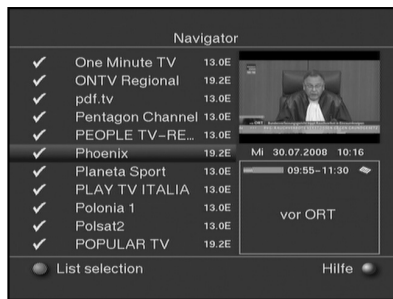 Navigator
One Minute TV 13.0E
ONTV Regional 19.2E
pdf.tv 13.0E
Pentagon Channel 13.0E
PEOPLE TV-RE... 13.0E
Phoenix 19.2E
Planeta Sport 13.0E
PLAY TV ITALIA 13.0E
Polonia 1 13.0E
Polsat2 13.0E
POPULAR TV 19.2E
Mi 30.07.2008 10:16
09:55-11:30
vor ORT
List selection
Hilfe